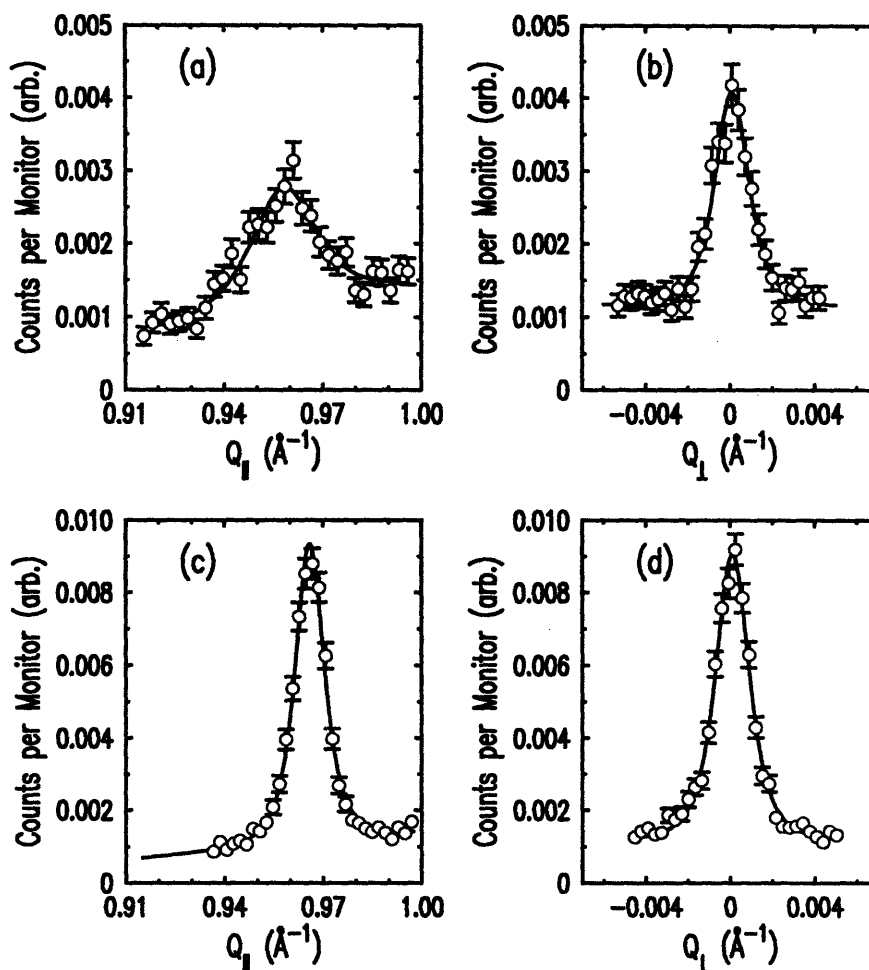 (a)
Counts per Monitor (arb.)
0.005
0.004
0.003
0.002
0.001
0
0.91 0.94 0.97 1.00
Q∥ (Å⁻¹)
(b)
Counts per Monitor (arb.)
0.005
0.004
0.003
0.002
0.001
0
−0.004 0 0.004
Q⊥ (Å⁻¹)
(c)
Counts per Monitor (arb.)
0.010
0.008
0.006
0.004
0.002
0
0.91 0.94 0.97 1.00
Q∥ (Å⁻¹)
(d)
Counts per Monitor (arb.)
0.010
0.008
0.006
0.004
0.002
0
−0.004 0 0.004
Q⊥ (Å⁻¹)